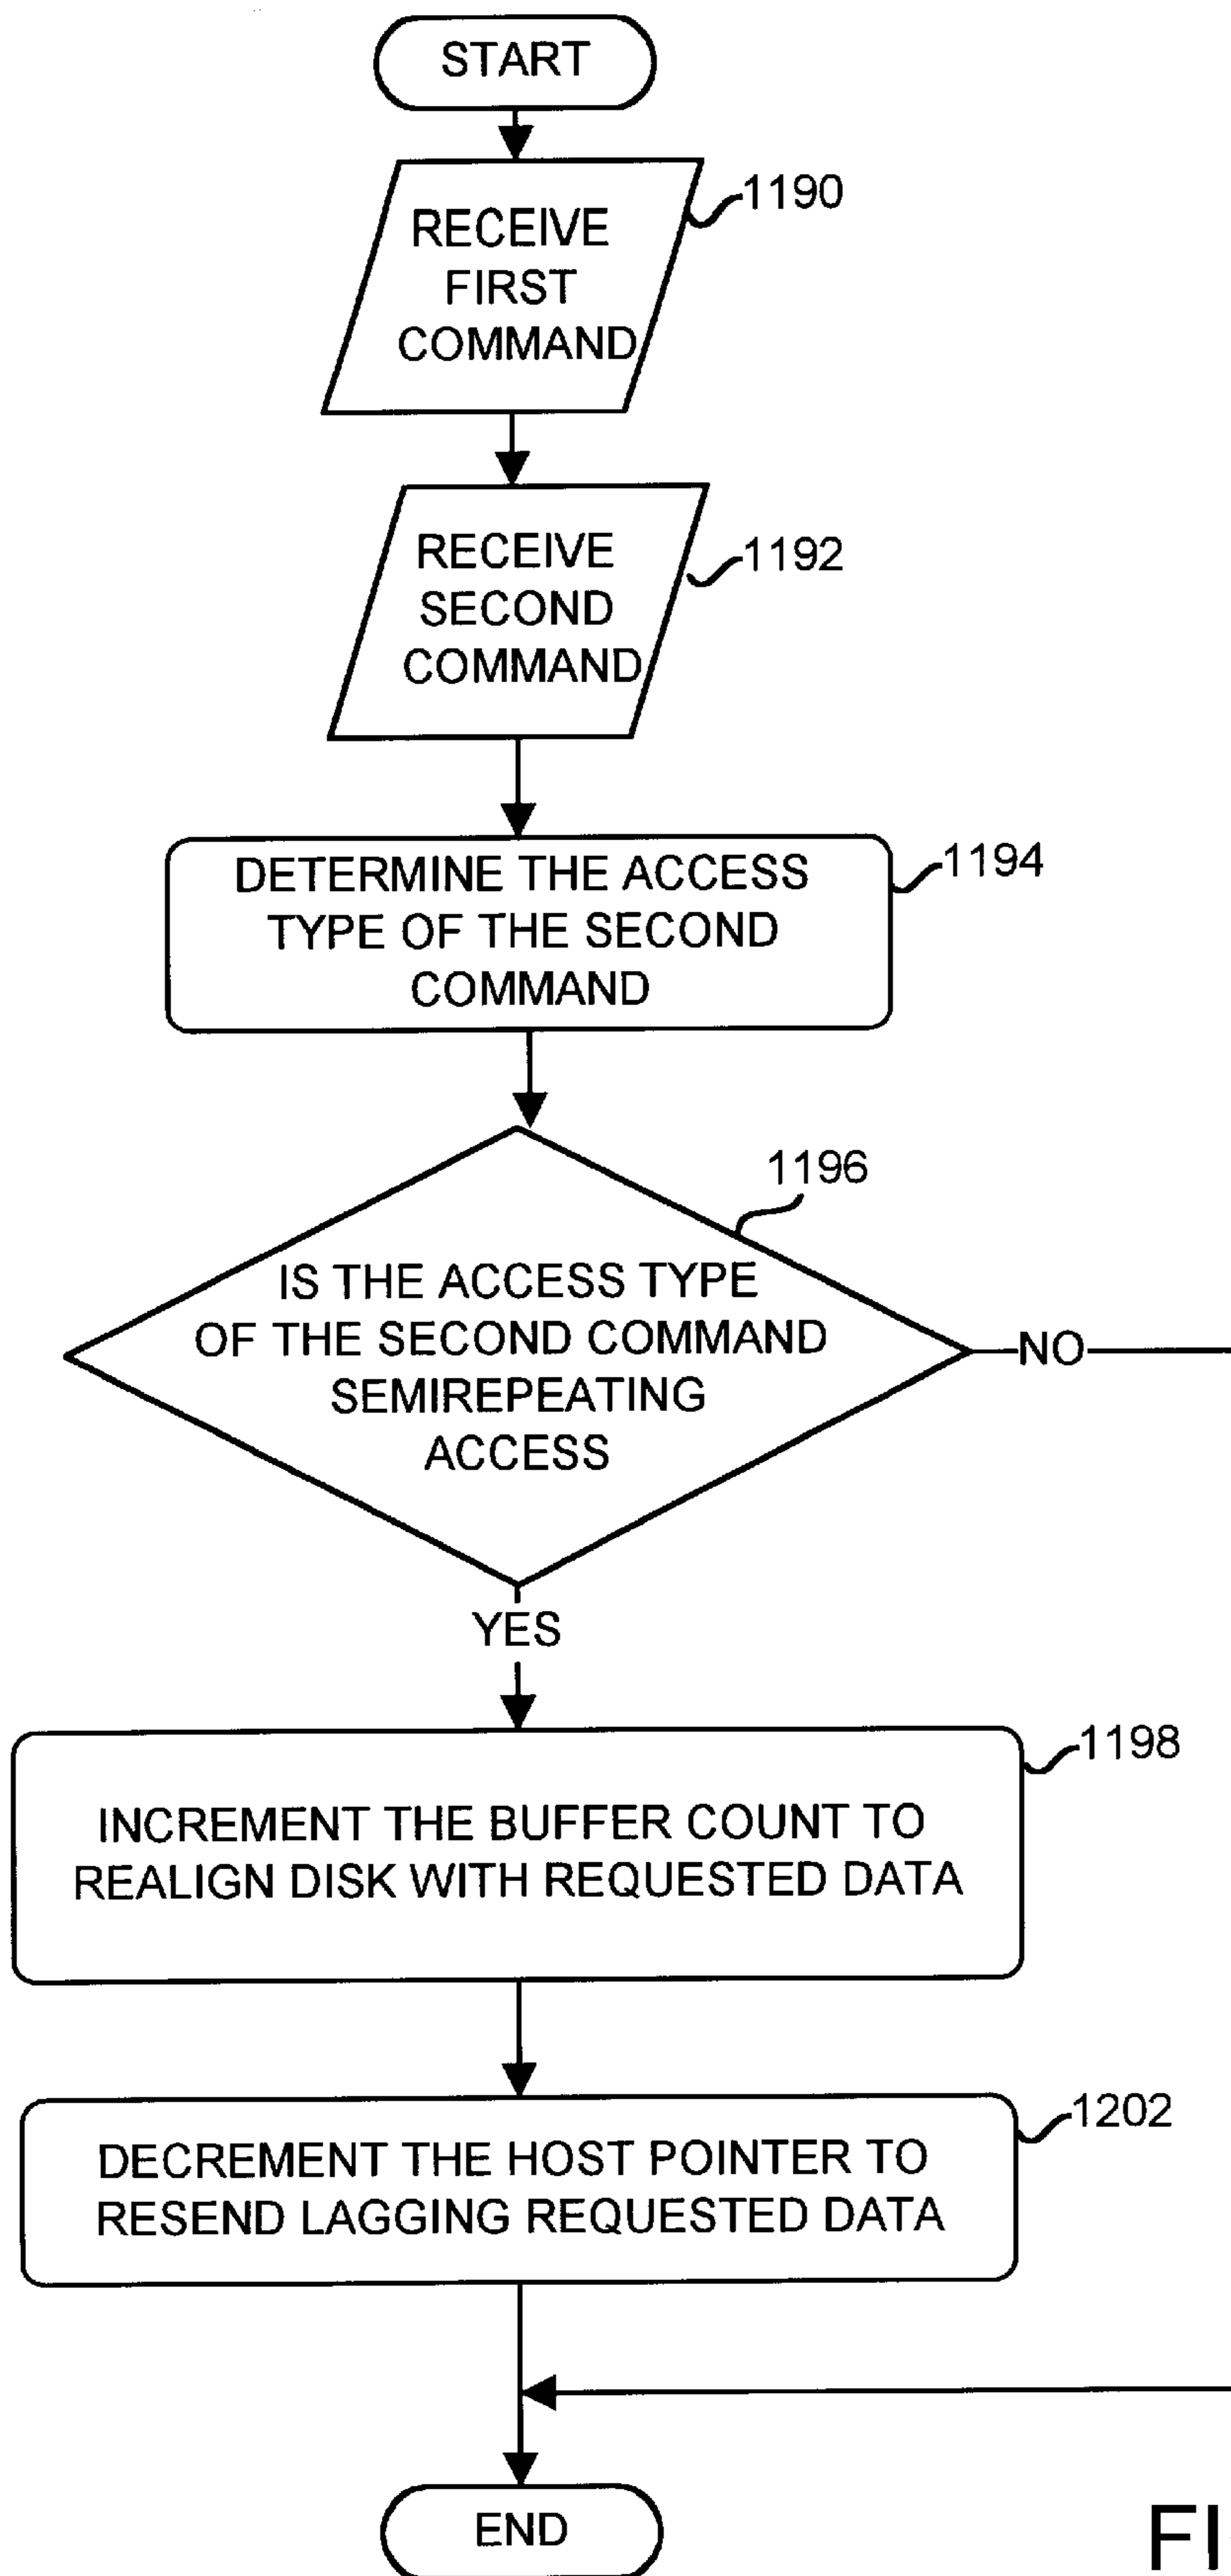 START
RECEIVE
FIRST
COMMAND
1190
RECEIVE
SECOND
COMMAND
1192
DETERMINE THE ACCESS
TYPE OF THE SECOND
COMMAND
1194
1196
IS THE ACCESS TYPE
OF THE SECOND COMMAND
SEMIREPEATING
ACCESS
NO
YES
1198
INCREMENT THE BUFFER COUNT TO
REALIGN DISK WITH REQUESTED DATA
1202
DECREMENT THE HOST POINTER TO
RESEND LAGGING REQUESTED DATA
END
FI